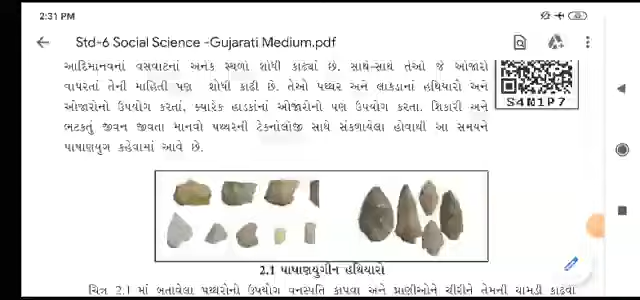 2:31 PM
Std-6 Social Science -Gujarati Medium.pdf
આદિમાનવનાં વસવાટનાં અનેક સ્થળો શોધી કાઢ્યાં છે. સાથે-સાથે તેઓ જે ઓજારો
વાપરતાં તેની માહિતી પણ શોધી કાઢી છે. તેઓ પથ્થર અને લાકડાનાં હથિયારો અને
ઓજારોનો ઉપયોગ કરતાં, ક્યારેક હાડકાંનાં ઓજારોનો પણ ઉપયોગ કરતા. શિકારી અને
S4M1P7
ભટકતું જીવન જીવતા માનવો પથ્થરની ટેકનોલૉજી સાથે સંકળાયેલા હોવાથી આ સમયને
પાષાણયુગ કહેવામાં આવે છે.
2.1 પાષાણયુગીન હથિયારો
ચિત્ર 2.1 માં બતાવેલા પથ્થરોનો ઉપયોગ વનસ્પતિ કાપવા અને પ્રાણીઓને ચીરીને તેમની ચામડી કાઢવા